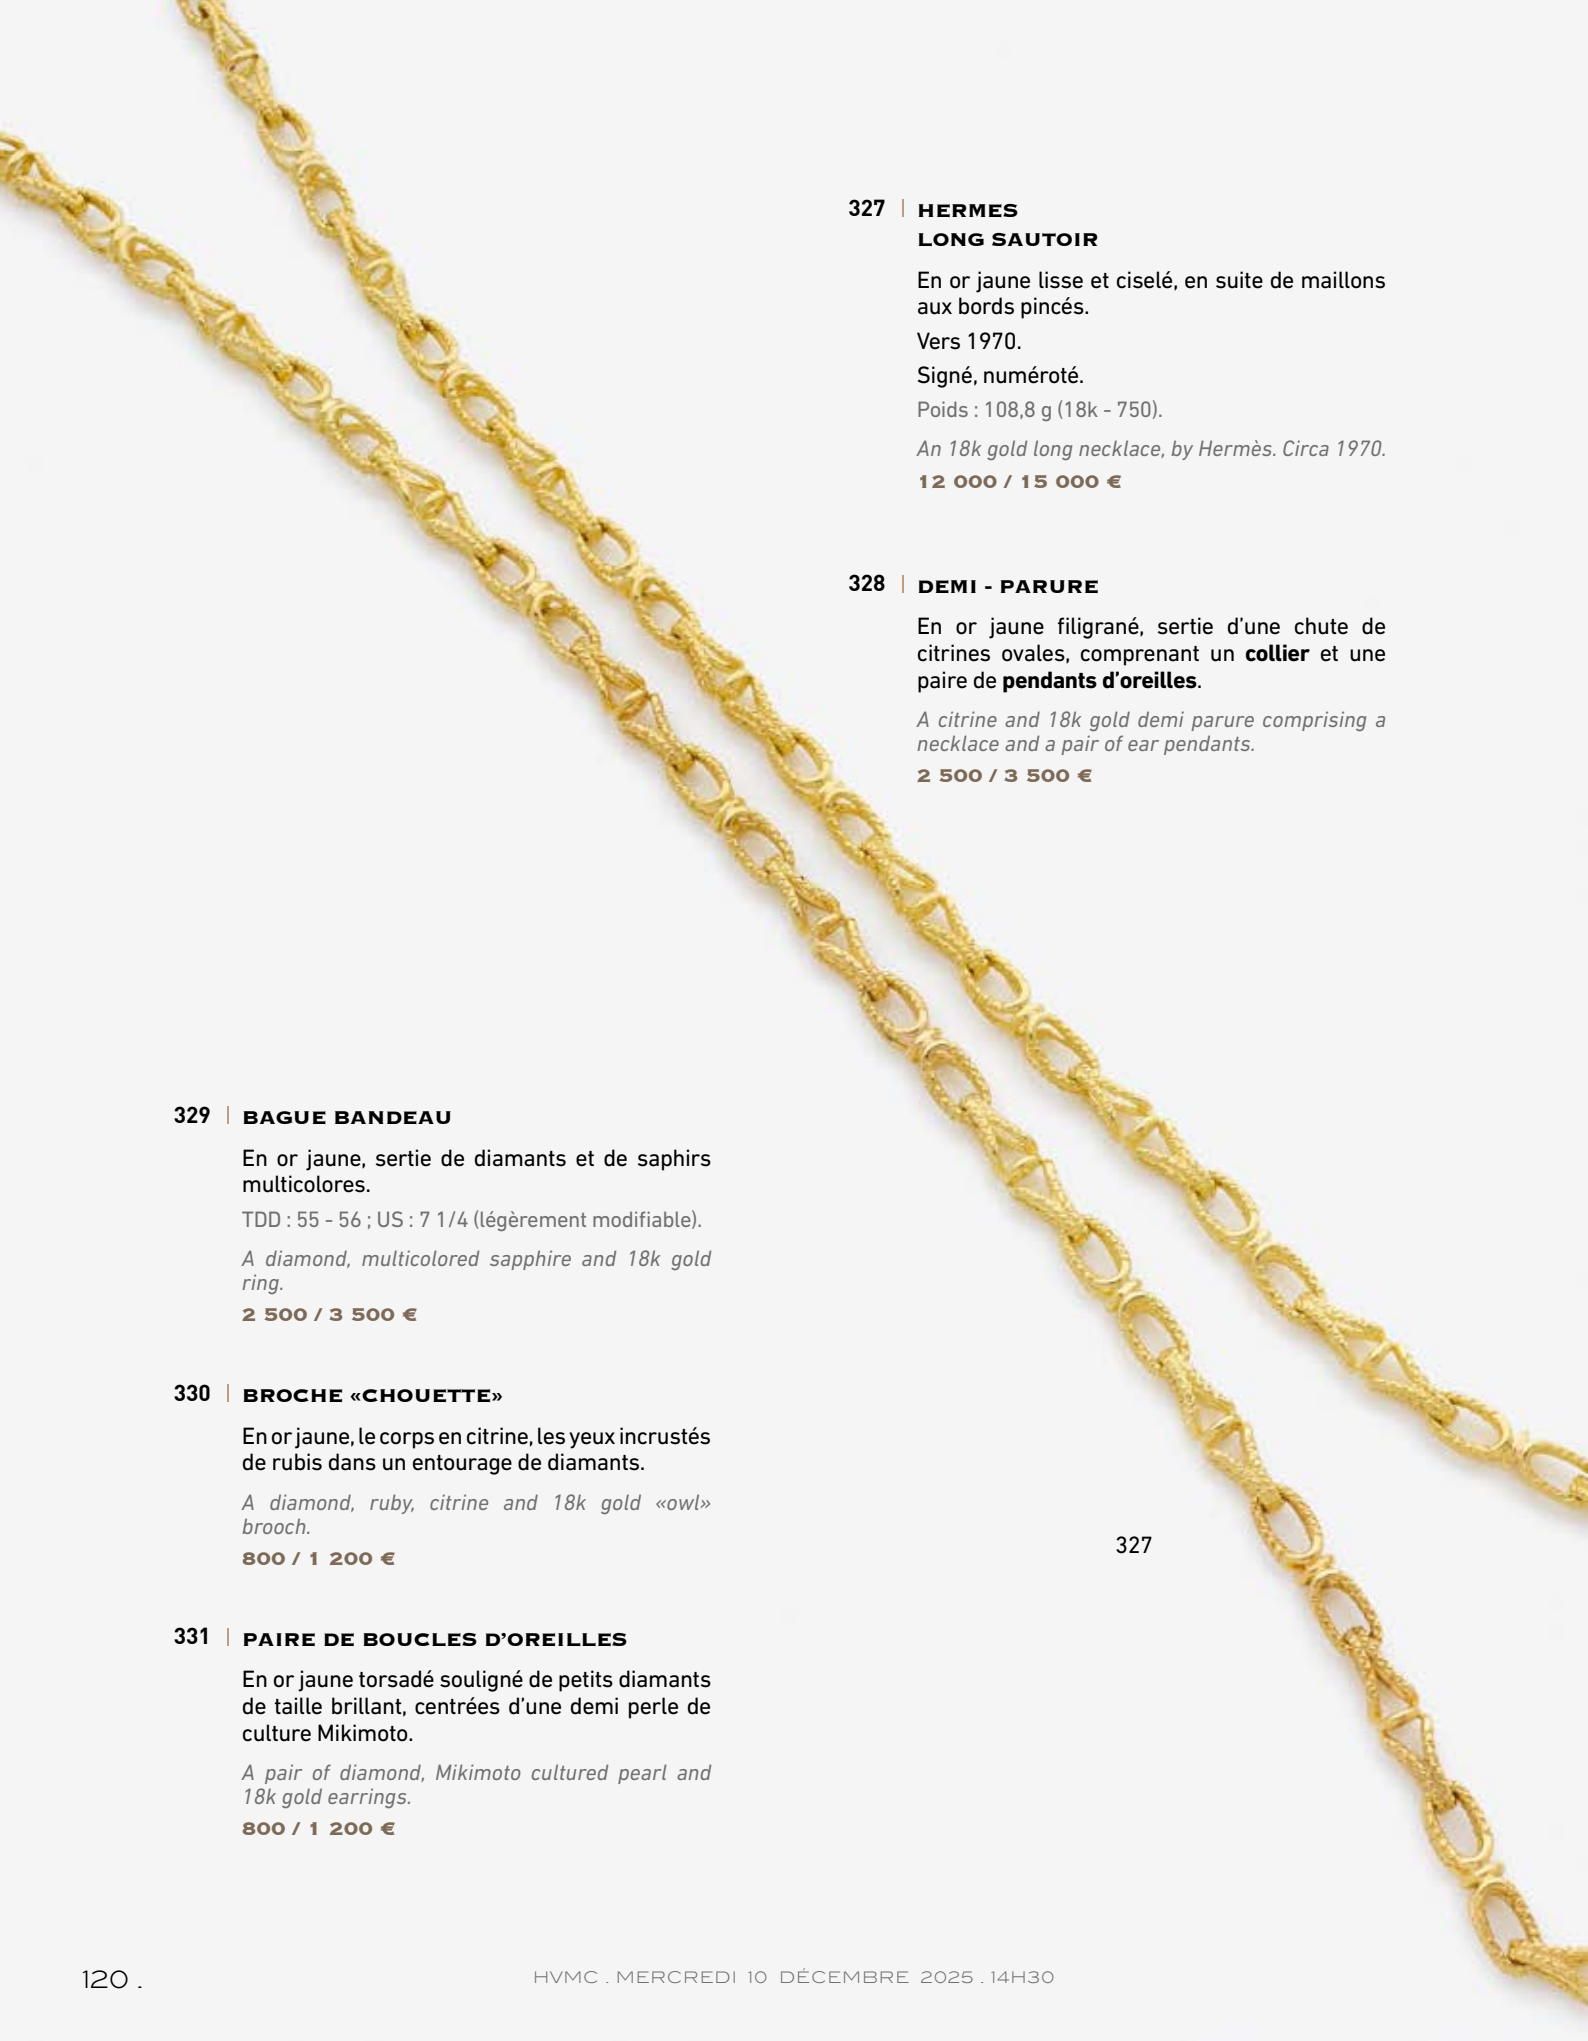 327 | HERMES
LONG SAUTOIR
En or jaune lisse et ciselé, en suite de maillons
aux bords pincés.
Vers 1970.
Signé, numéroté.
Poids : 108,8 g (18k - 750).
An 18k gold long necklace, by Hermès. Circa 1970.
12 000 / 15 000 €
328 | DEMI - PARURE
En or jaune filigrané, sertie d’une chute de
citrines ovales, comprenant un collier et une
paire de pendants d’oreilles.
A citrine and 18k gold demi parure comprising a
necklace and a pair of ear pendants.
2 500 / 3 500 €
329 | BAGUE BANDEAU
En or jaune, sertie de diamants et de saphirs
multicolores.
TDD : 55 - 56 ; US : 7 1/4 (légèrement modifiable).
A diamond, multicolored sapphire and 18k gold
ring.
2 500 / 3 500 €
330 | BROCHE «CHOUETTE»
En or jaune, le corps en citrine, les yeux incrustés
de rubis dans un entourage de diamants.
A diamond, ruby, citrine and 18k gold «owl»
brooch.
800 / 1 200 €
331 | PAIRE DE BOUCLES D’OREILLES
En or jaune torsadé souligné de petits diamants
de taille brillant, centrées d’une demi perle de
culture Mikimoto.
A pair of diamond, Mikimoto cultured pearl and
18k gold earrings.
800 / 1 200 €
327
120 .
HVMC . MERCREDI 10 DÉCEMBRE 2025 . 14H30